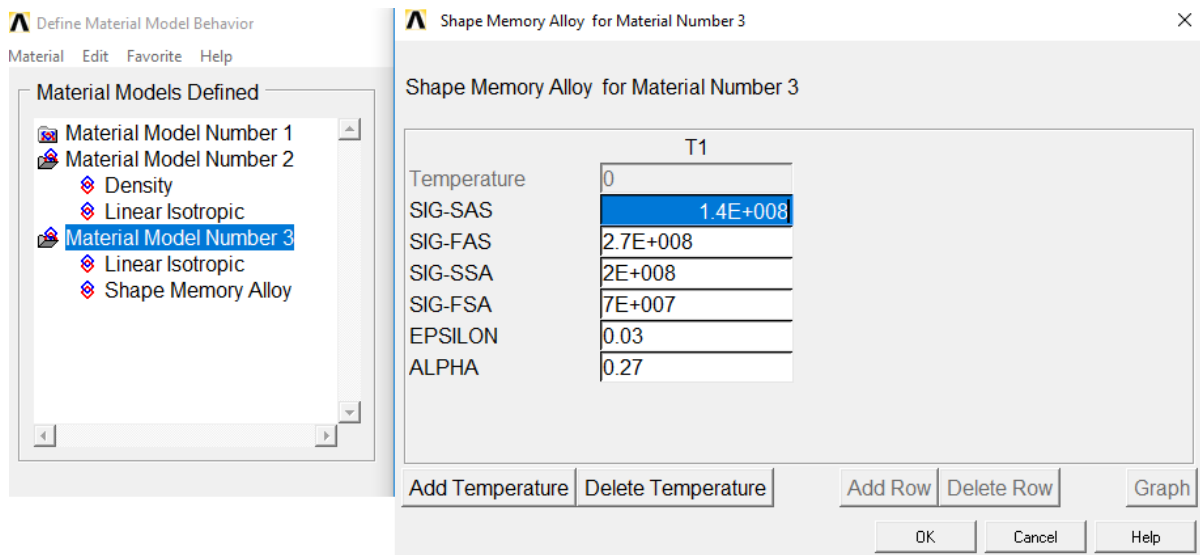 Define Material Model Behavior
Material Edit Favorite Help
Material Models Defined
Material Model Number 1
Material Model Number 2
Density
Linear Isotropic
Material Model Number 3
Linear Isotropic
Shape Memory Alloy
Shape Memory Alloy for Material Number 3
Shape Memory Alloy for Material Number 3
T1
Temperature 0
SIG-SAS 1.4E+008
SIG-FAS 2.7E+008
SIG-SSA 2E+008
SIG-FSA 7E+007
EPSILON 0.03
ALPHA 0.27
Add Temperature Delete Temperature Add Row Delete Row Graph
OK Cancel Help